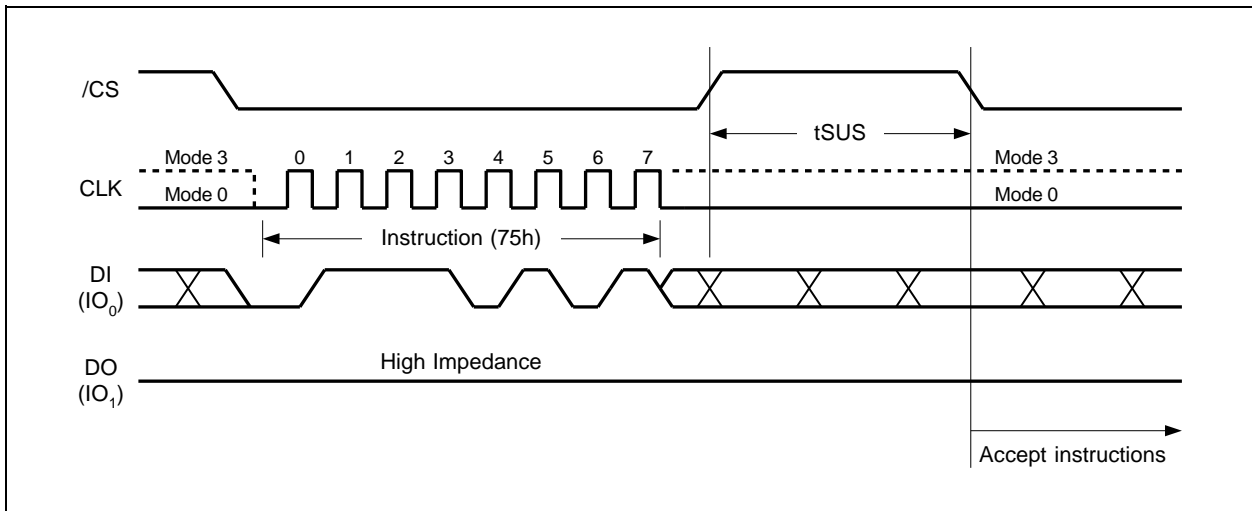 /CS
tSUS
Mode 3 0 1 2 3 4 5 6 7 Mode 3
CLK
Mode 0 Mode 0
Instruction (75h)
DI
(IO0)
High Impedance
DO
(IO1)
Accept instructions